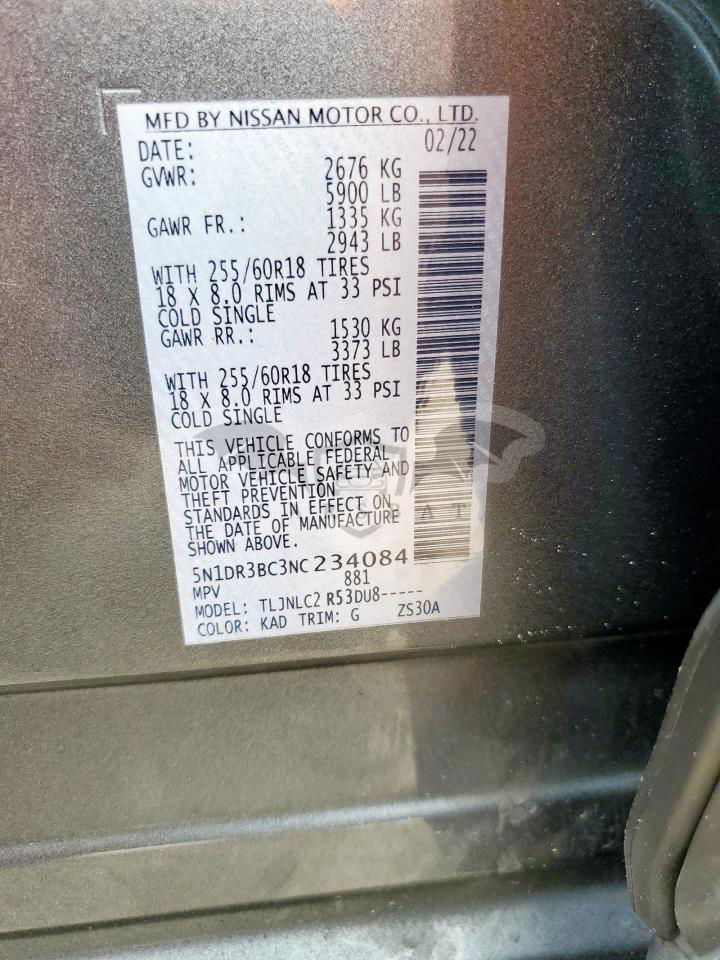 MFD BY NISSAN MOTOR CO., LTD.
DATE: 02/22
GVWR: 2676 KG
5900 LB
GAWR FR.: 1335 KG
2943 LB
WITH 255/60R18 TIRES
18 X 8.0 RIMS AT 33 PSI
COLD SINGLE
GAWR RR.: 1530 KG
3373 LB
WITH 255/60R18 TIRES
18 X 8.0 RIMS AT 33 PSI
COLD SINGLE
THIS VEHICLE CONFORMS TO
ALL APPLICABLE FEDERAL
MOTOR VEHICLE SAFETY AND
THEFT PREVENTION
STANDARDS IN EFFECT ON
THE DATE OF MANUFACTURE
SHOWN ABOVE.
5N1DR3BC3NC234084
MPV 881
MODEL: TLJNLC2 R53DU8-----
COLOR: KAD TRIM: G ZS30A